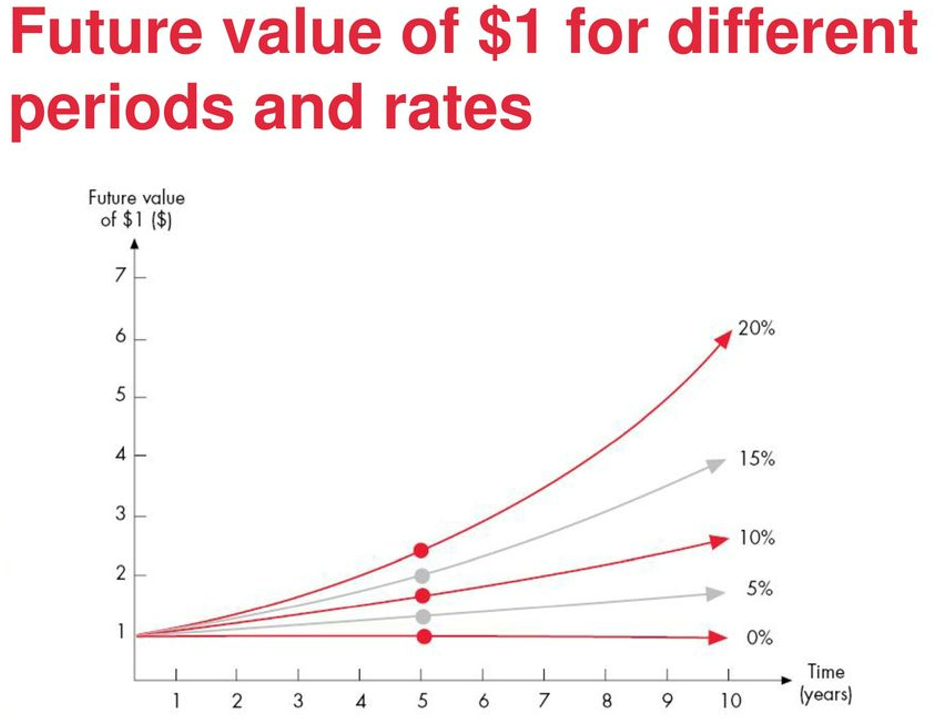 Future value of $1 for different
periods and rates
Future value
of $1 ($)
7
6
5
4
3
2
1
20%
15%
10%
5%
0%
1 2 3 4 5 6 7 8 9 10
Time
(years)